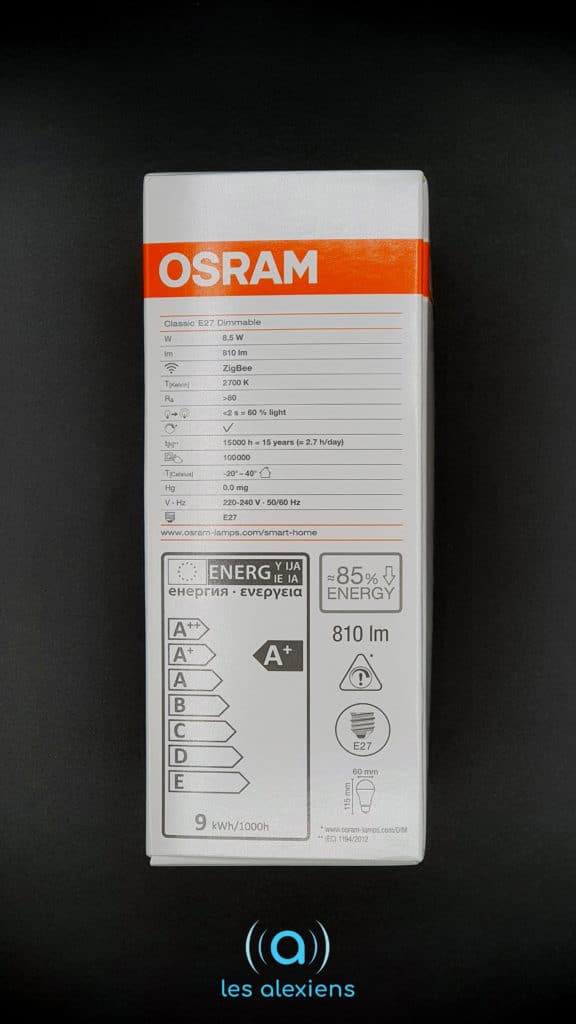 OSRAM
Classic E27 Dimmable
W 8.5 W
lm 810 lm
ZigBee
T[Kelvin] 2700 K
Ra >80
<2 s = 60 % light
15000 h = 15 years (= 2.7 h/day)
100000
T[Celsius] -20°– 40°
Hg 0.0 mg
V · Hz 220-240 V · 50/60 Hz
E27
www.osram-lamps.com/smart-home
ENERG Y IJA
IE IA
енергия · ενεργεια
A++
A+
A
B
C
D
E
A+
9 kWh/1000h
≈85%
ENERGY
810 lm
*
E27
60 mm
115 mm
* www.osram-lamps.com/DIM
** (EC) 1194/2012
a
les alexiens